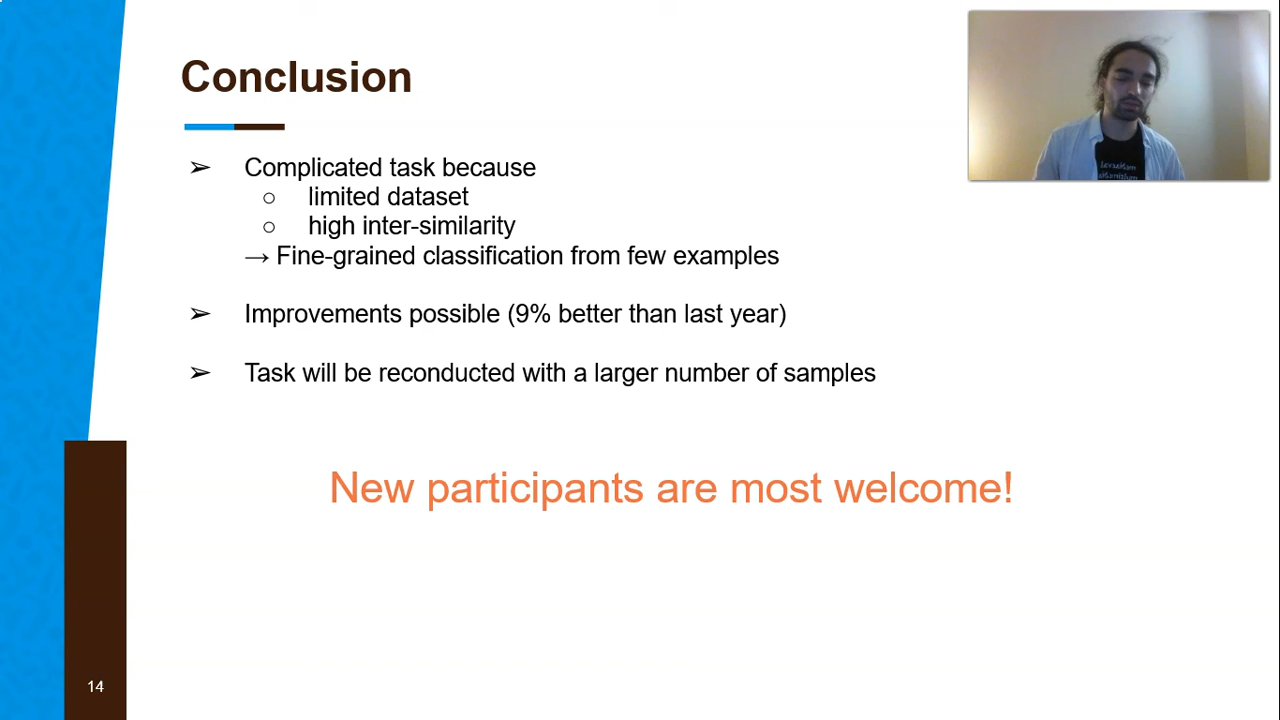 Conclusion
➢ Complicated task because
○ limited dataset
○ high inter-similarity
→ Fine-grained classification from few examples
➢ Improvements possible (9% better than last year)
➢ Task will be reconducted with a larger number of samples
New participants are most welcome!
14